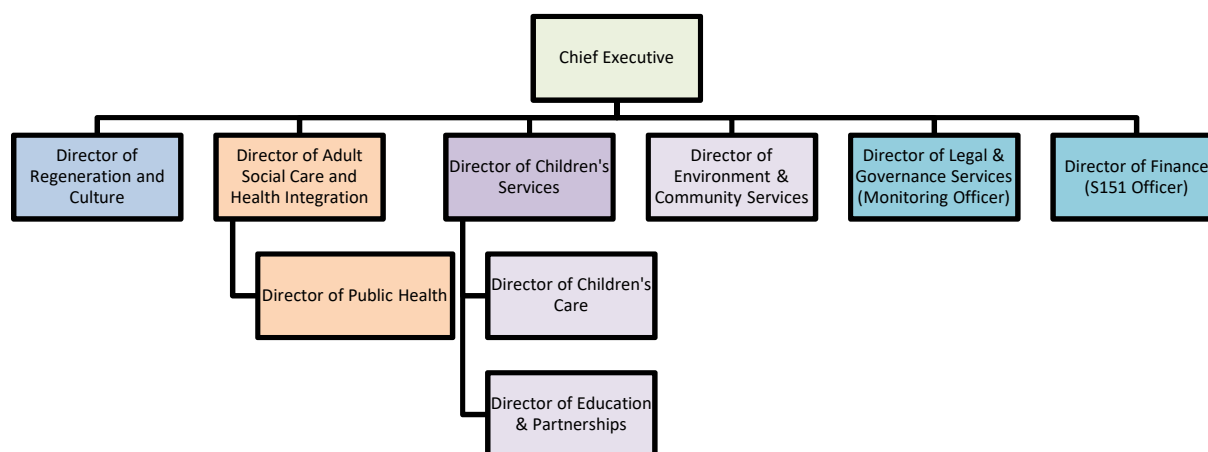 Chief Executive
Director of
Regeneration and
Culture
Director of Adult
Social Care and
Health Integration
Director of Children's
Services
Director of
Environment &
Community Services
Director of Legal &
Governance Services
(Monitoring Officer)
Director of Finance
(S151 Officer)
Director of Public Health
Director of Children's
Care
Director of Education
& Partnerships